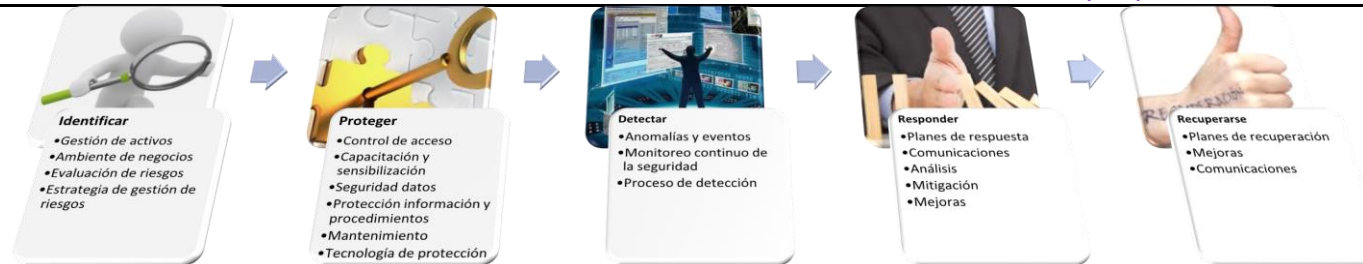 Identificar
•Gestión de activos
•Ambiente de negocios
•Evaluación de riesgos
•Estrategia de gestión de
riesgos
Proteger
•Control de acceso
•Capacitación y
sensibilización
•Seguridad datos
•Protección información y
procedimientos
•Mantenimiento
•Tecnología de protección
Detectar
•Anomalías y eventos
•Monitoreo continuo de
la seguridad
•Proceso de detección
Responder
•Planes de respuesta
•Comunicaciones
•Análisis
•Mitigación
•Mejoras
RECUPERACIÓN
Recuperarse
•Planes de recuperación
•Mejoras
•Comunicaciones